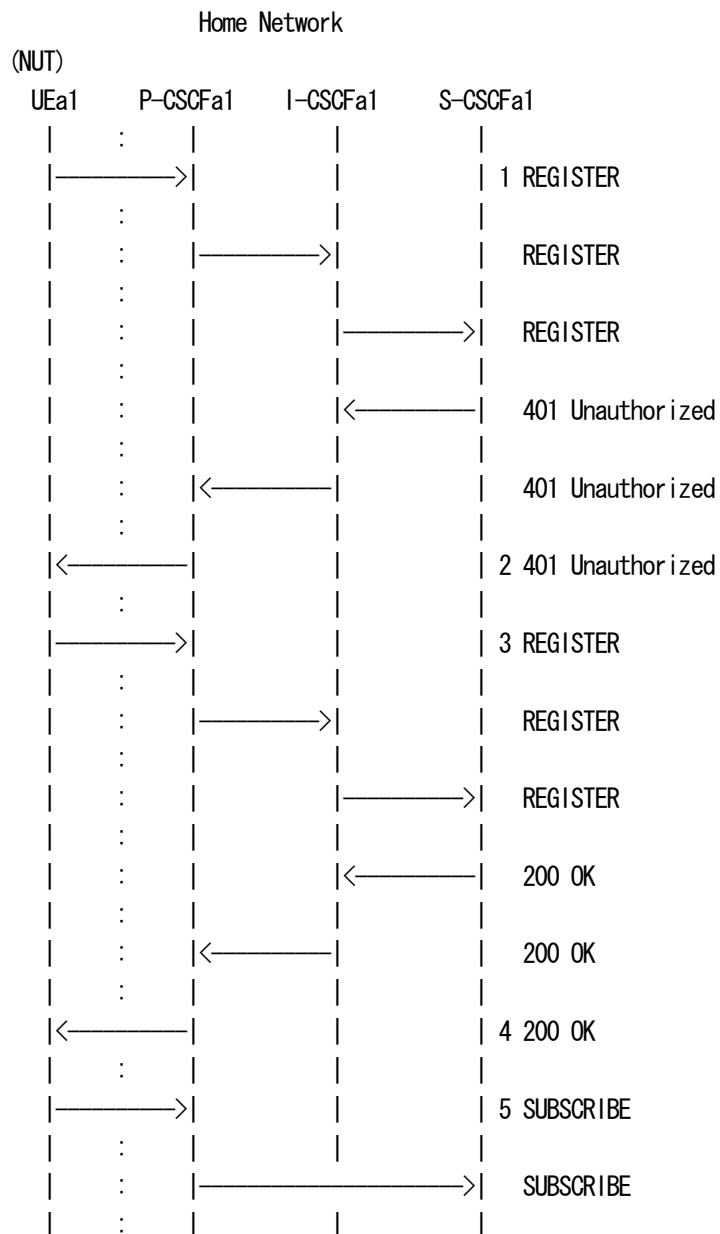 Home Network
(NUT)
UEa1 P-CSCFa1 I-CSCFa1 S-CSCFa1
| : | | |
|----------->| | | 1 REGISTER
| : | | |
| : |----------->| | REGISTER
| : | | |
| : | |----------->| REGISTER
| : | | |
| : | |<-----------| 401 Unauthorized
| : | | |
| : |<-----------| | 401 Unauthorized
| : | | |
|<-----------| | | 2 401 Unauthorized
| : | | |
|----------->| | | 3 REGISTER
| : | | |
| : |----------->| | REGISTER
| : | | |
| : | |----------->| REGISTER
| : | | |
| : | |<-----------| 200 OK
| : | | |
| : |<-----------| | 200 OK
| : | | |
|<-----------| | | 4 200 OK
| : | | |
|----------->| | | 5 SUBSCRIBE
| : | | |
| : |----------------------->| SUBSCRIBE
| : | | |